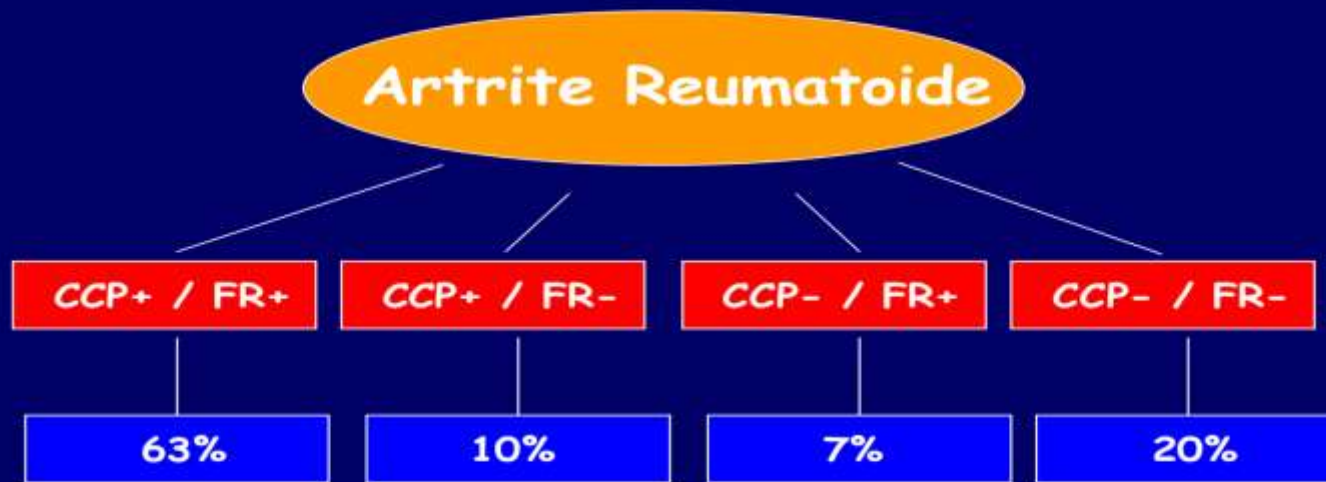 Artrite Reumatoide
CCP+ / FR+
CCP+ / FR-
CCP- / FR+
CCP- / FR-
63%
10%
7%
20%